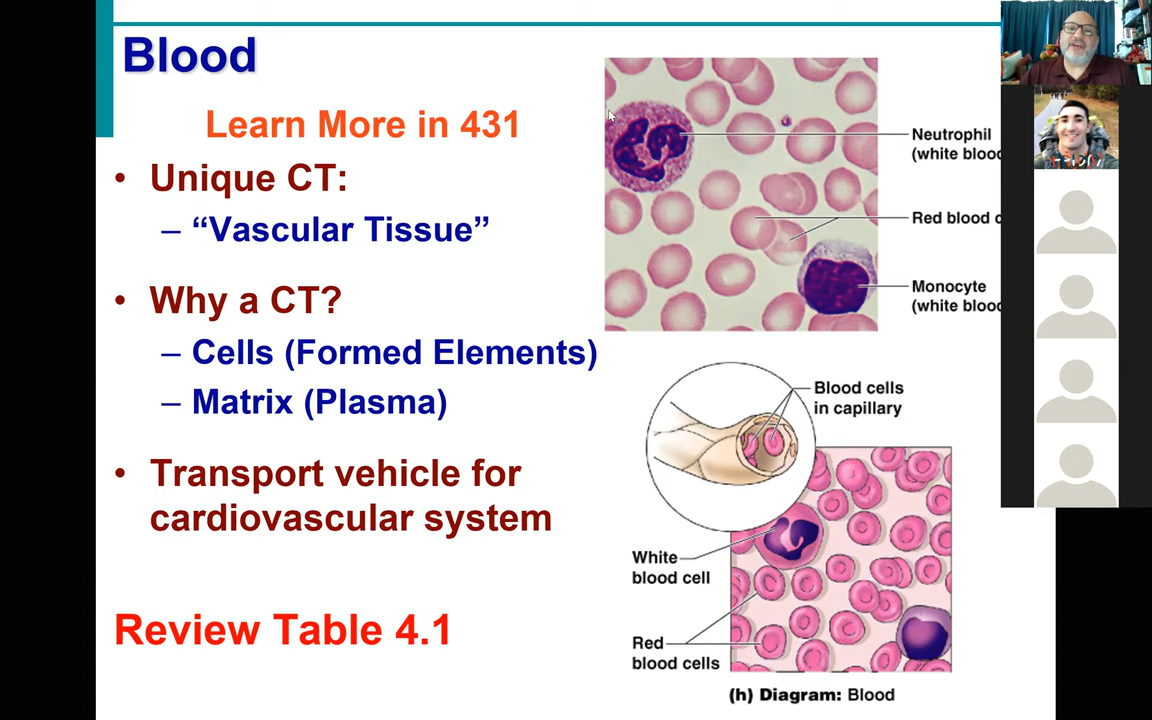 Blood
Learn More in 431
• Unique CT:
– “Vascular Tissue”
• Why a CT?
– Cells (Formed Elements)
– Matrix (Plasma)
• Transport vehicle for
cardiovascular system
Review Table 4.1
Neutrophil
(white
Red blood
Monocyte
(white
Blood cells
in capillary
White
blood cell
Red
blood cells
(h) Diagram: Blood